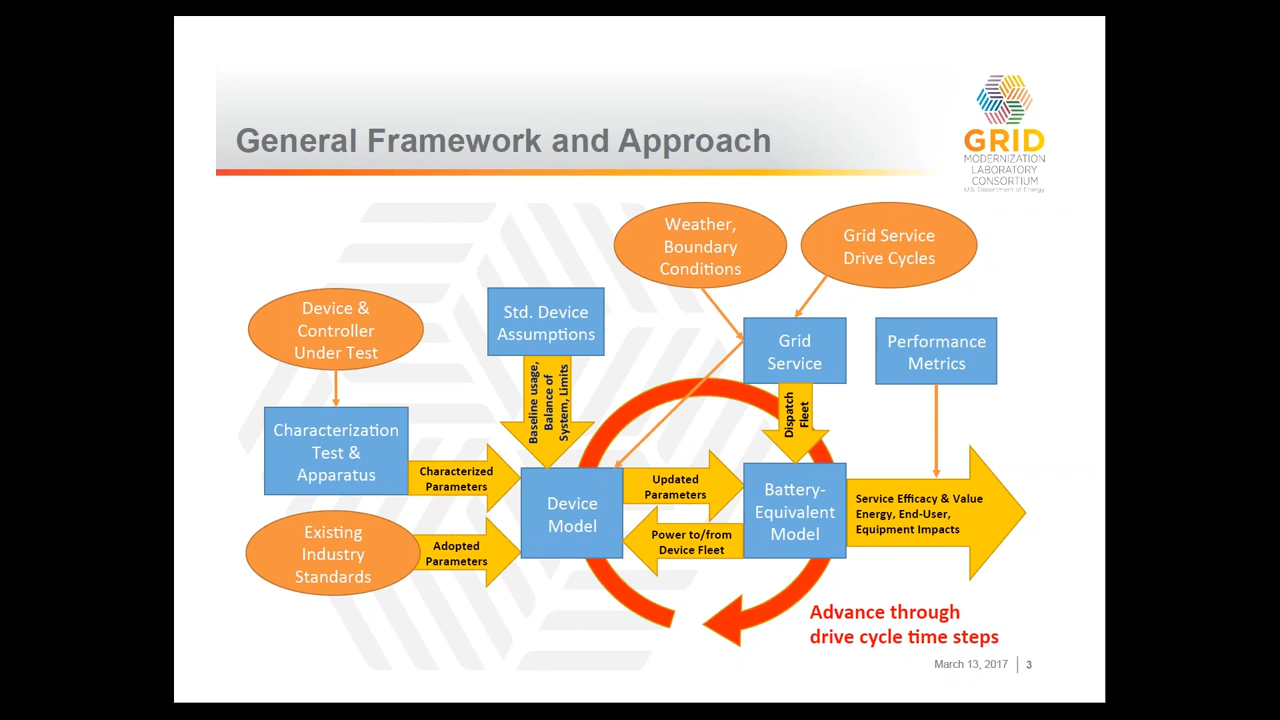 General Framework and Approach
GRID
MODERNIZATION
LABORATORY
CONSORTIUM
U.S. Department of Energy
Weather,
Boundary
Conditions
Grid Service
Drive Cycles
Device &
Controller
Under Test
Std. Device
Assumptions
Grid
Service
Performance
Metrics
Baseline usage,
Balance of
System, Limits
Dispatch
Fleet
Characterization
Test &
Apparatus
Characterized
Parameters
Device
Model
Updated
Parameters
Power to/from
Device Fleet
Battery-
Equivalent
Model
Service Efficacy & Value
Energy, End-User,
Equipment Impacts
Existing
Industry
Standards
Adopted
Parameters
Advance through
drive cycle time steps
March 13, 2017 | 3